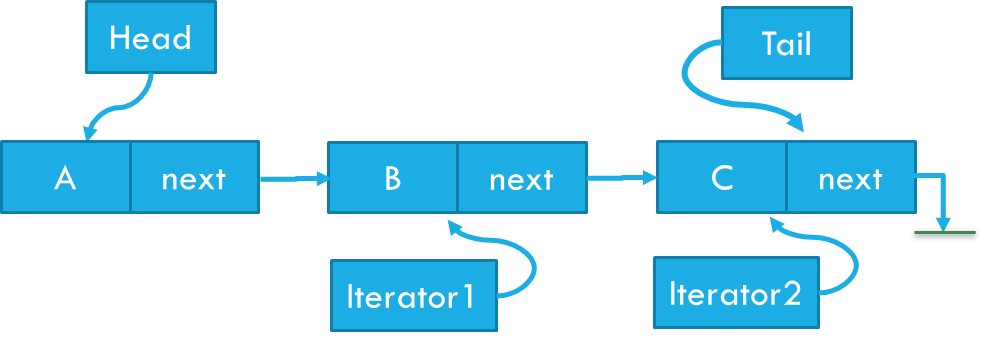 Head
Tail
A next
B next
C next
Iterator1
Iterator2